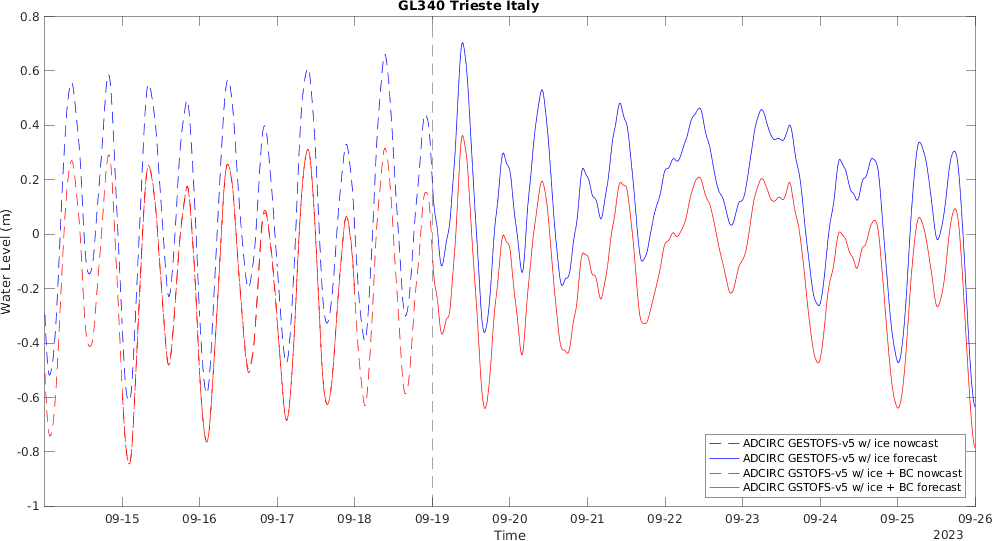 GL340 Trieste Italy
0.8
0.6
0.4
0.2
0
-0.2
-0.4
-0.6
-0.8
-1
Water Level (m)
ADCIRC GESTOFS-v5 w/ ice nowcast
ADCIRC GESTOFS-v5 w/ ice forecast
ADCIRC GSTOFS-v5 w/ ice + BC nowcast
ADCIRC GSTOFS-v5 w/ ice + BC forecast
09-15 09-16 09-17 09-18 09-19 09-20 09-21 09-22 09-23 09-24 09-25 09-26
Time
2023